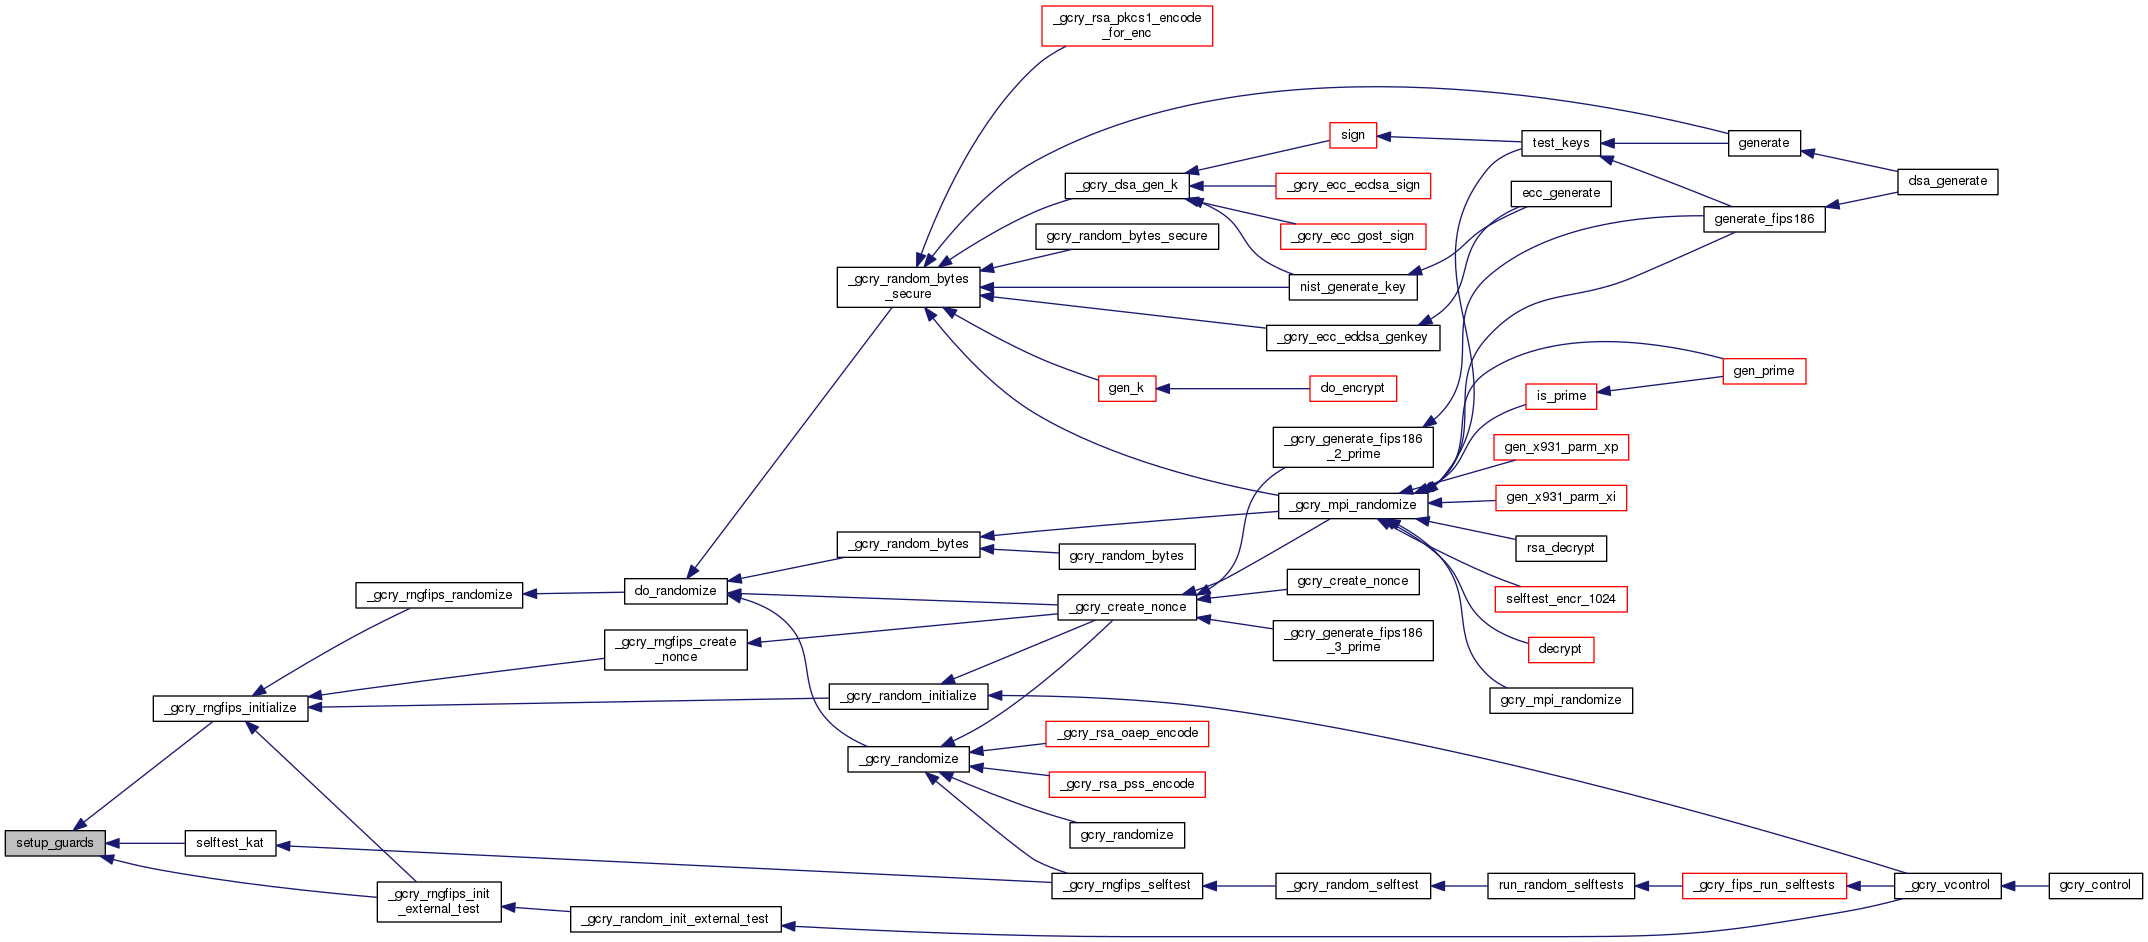 _gcry_rsa_pkcs1_encode
_for_enc
sign
test_keys
generate
_gcry_dsa_gen_k
_gcry_ecc_ecdsa_sign
ecc_generate
dsa_generate
generate_fips186
gcry_random_bytes_secure
_gcry_ecc_gost_sign
_gcry_random_bytes
_secure
nist_generate_key
_gcry_ecc_eddsa_genkey
gen_prime
gen_k
do_encrypt
is_prime
_gcry_generate_fips186
_2_prime
gen_x931_parm_xp
_gcry_mpi_randomize
gen_x931_parm_xi
_gcry_random_bytes
gcry_random_bytes
rsa_decrypt
_gcry_rngfips_randomize
do_randomize
gcry_create_nonce
_gcry_create_nonce
selftest_encr_1024
_gcry_rngfips_create
_nonce
_gcry_generate_fips186
_3_prime
decrypt
_gcry_rngfips_initialize
_gcry_random_initialize
gcry_mpi_randomize
_gcry_rsa_oaep_encode
_gcry_randomize
_gcry_rsa_pss_encode
gcry_randomize
setup_guards
selftest_kat
_gcry_rngfips_init
_external_test
_gcry_rngfips_selftest
_gcry_random_selftest
run_random_selftests
_gcry_fips_run_selftests
_gcry_vcontrol
gcry_control
_gcry_random_init_external_test